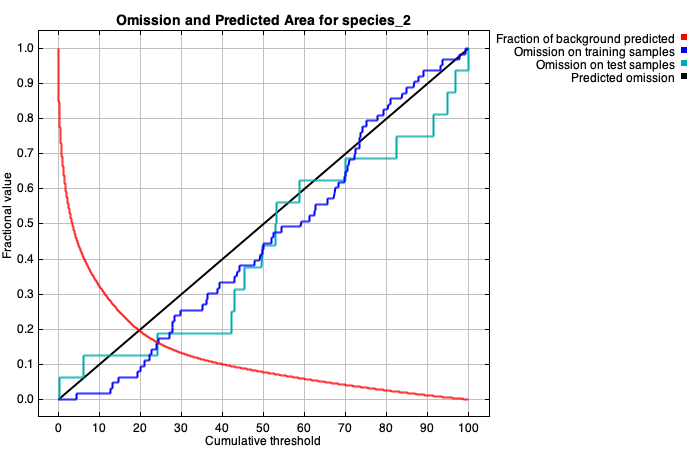 Omission and Predicted Area for species_2
Fraction of background predicted
Omission on training samples
Omission on test samples
Predicted omission
Fractional value
1.0
0.9
0.8
0.7
0.6
0.5
0.4
0.3
0.2
0.1
0.0
0 10 20 30 40 50 60 70 80 90 100
Cumulative threshold